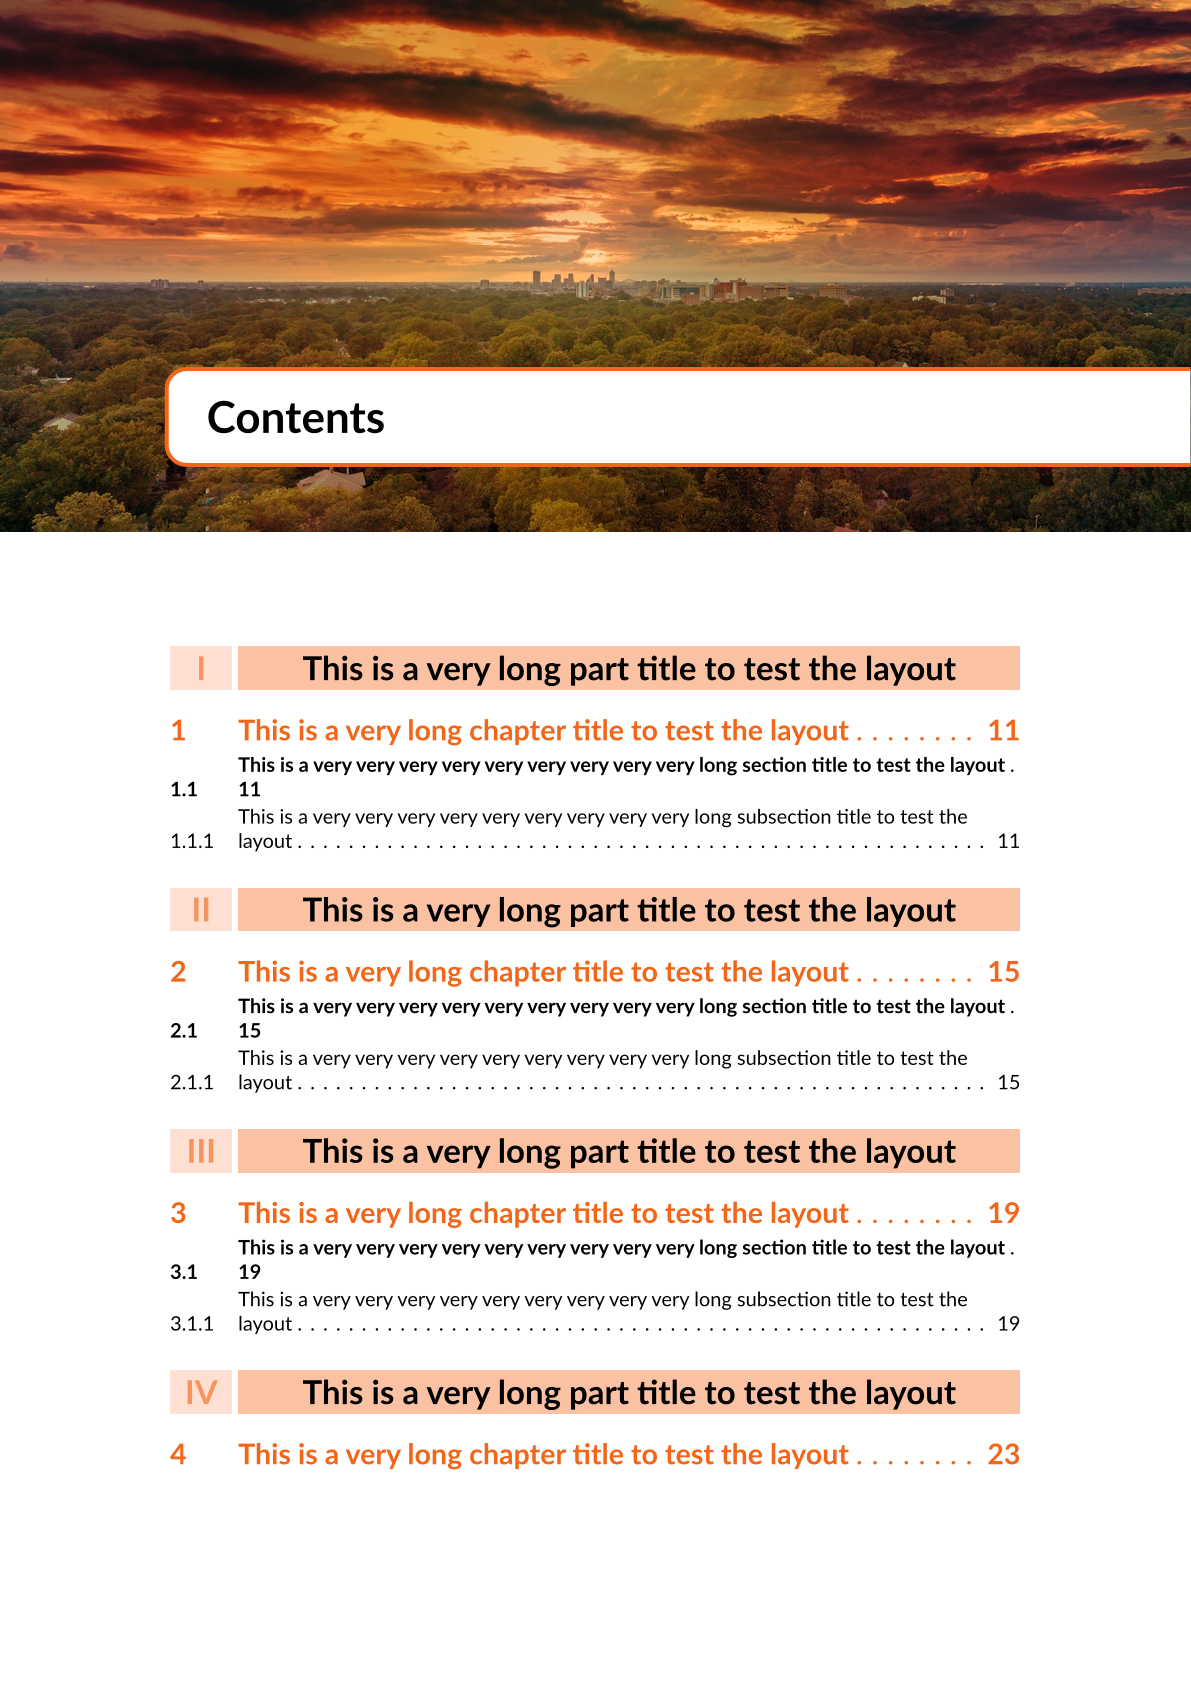 Contents
I This is a very long part title to test the layout
1 This is a very long chapter title to test the layout . . . . . . . . 11
This is a very very very very very very very very very long section title to test the layout .
1.1 11
This is a very very very very very very very very very long subsection title to test the
1.1.1 layout . . . . . . . . . . . . . . . . . . . . . . . . . . . . . . . . . . . . . . . . . . . . . . . . . . . . . . 11
II This is a very long part title to test the layout
2 This is a very long chapter title to test the layout . . . . . . . . 15
This is a very very very very very very very very very long section title to test the layout .
2.1 15
This is a very very very very very very very very very long subsection title to test the
2.1.1 layout . . . . . . . . . . . . . . . . . . . . . . . . . . . . . . . . . . . . . . . . . . . . . . . . . . . . . . 15
III This is a very long part title to test the layout
3 This is a very long chapter title to test the layout . . . . . . . . 19
This is a very very very very very very very very very long section title to test the layout .
3.1 19
This is a very very very very very very very very very long subsection title to test the
3.1.1 layout . . . . . . . . . . . . . . . . . . . . . . . . . . . . . . . . . . . . . . . . . . . . . . . . . . . . . . 19
IV This is a very long part title to test the layout
4 This is a very long chapter title to test the layout . . . . . . . . 23